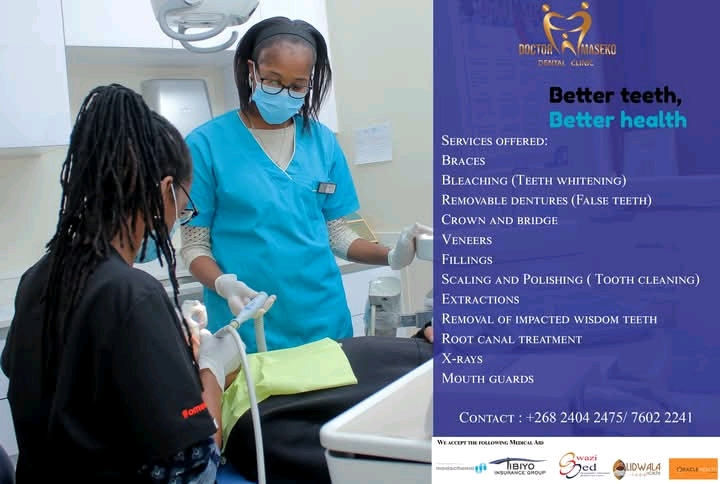 DOCTOR MASEKO
DENTAL CLINIC
Better teeth,
Better health
SERVICES OFFERED:
BRACES
BLEACHING (TEETH WHITENING)
REMOVABLE DENTURES (FALSE TEETH)
CROWN AND BRIDGE
VENEERS
FILLINGS
SCALING AND POLISHING ( TOOTH CLEANING)
EXTRACTIONS
REMOVAL OF IMPACTED WISDOM TEETH
ROOT CANAL TREATMENT
X-RAYS
MOUTH GUARDS
CONTACT : +268 2404 2475/ 7602 2241
WE ACCEPT THE FOLLOWING MEDICAL AID
medscheme
TIBIYO
INSURANCE GROUP
Swazi
Med
LIDWALA
ORACLE HEALTH